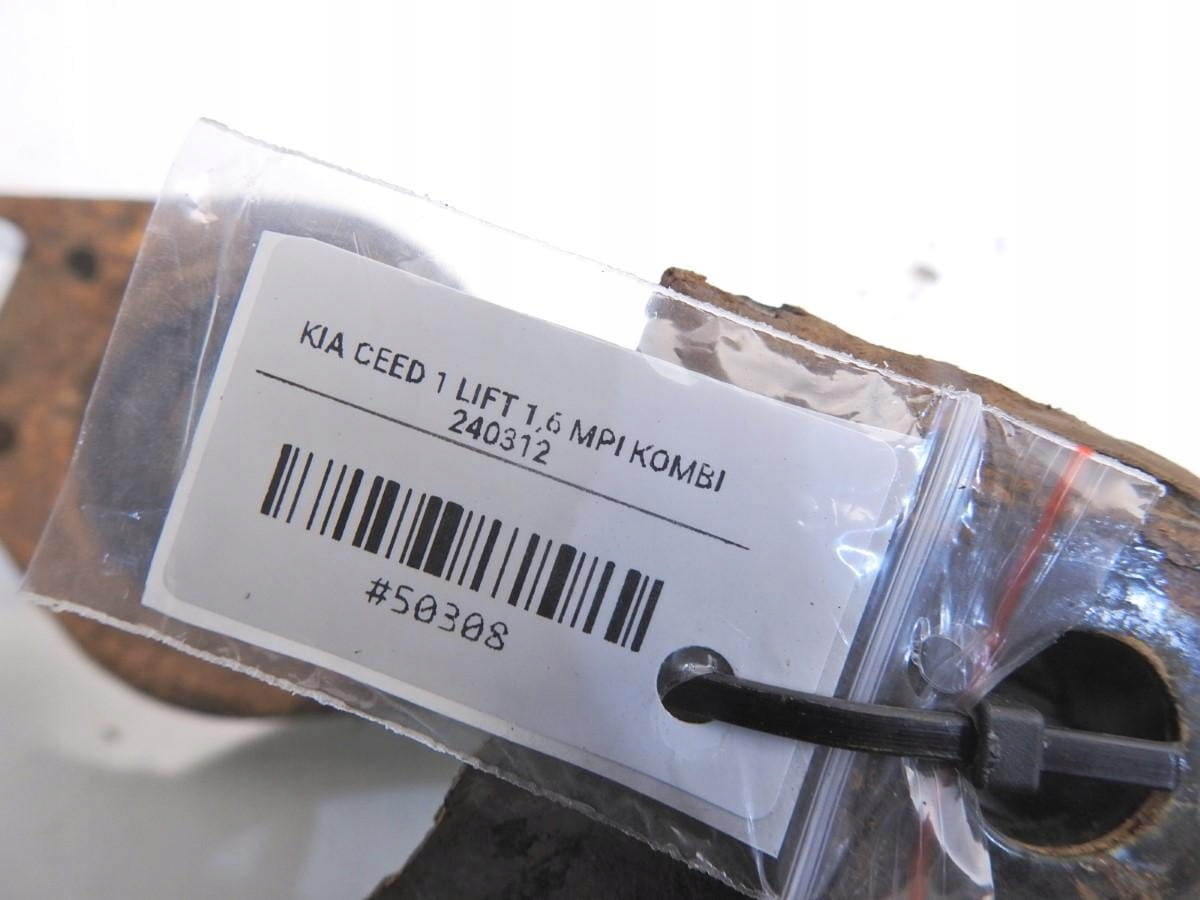 KIA CEED 1 LIFT 1,6 MPI KOMBI
240312
#50308